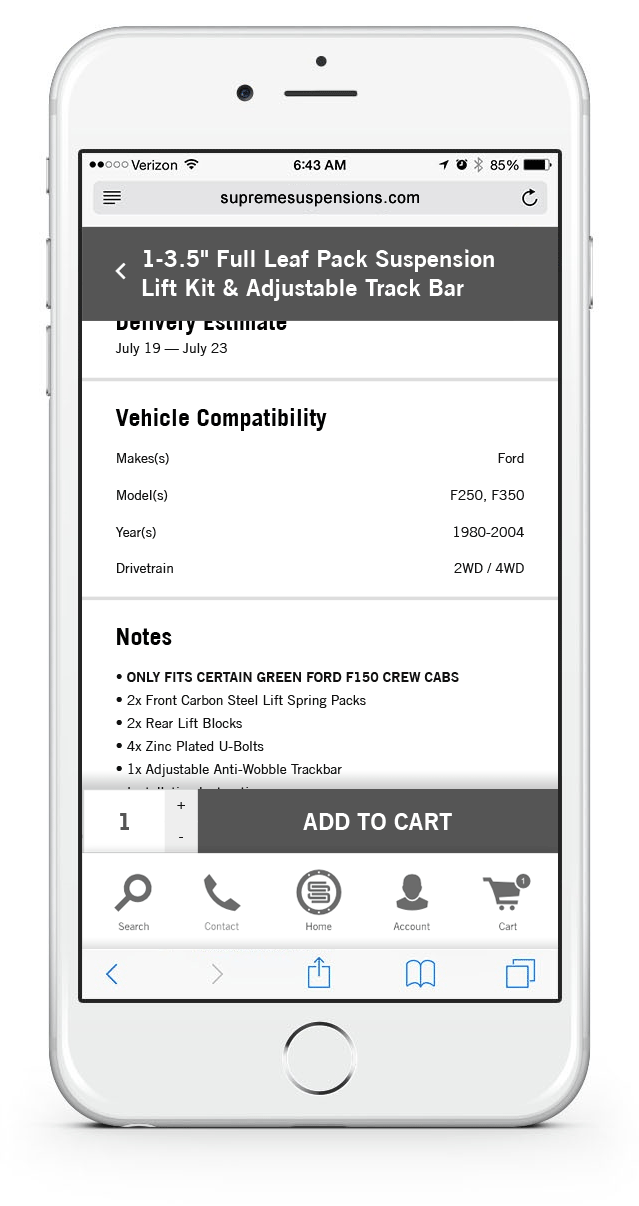 Verizon 6:43 AM 85%
supremesuspensions.com
1-3.5" Full Leaf Pack Suspension
Lift Kit & Adjustable Track Bar
Delivery Estimate
July 19 — July 23
Vehicle Compatibility
Makes(s) Ford
Model(s) F250, F350
Year(s) 1980-2004
Drivetrain 2WD / 4WD
Notes
• ONLY FITS CERTAIN GREEN FORD F150 CREW CABS
• 2x Front Carbon Steel Lift Spring Packs
• 2x Rear Lift Blocks
• 4x Zinc Plated U-Bolts
• 1x Adjustable Anti-Wobble Trackbar
1 + - ADD TO CART
1
Search Contact Home Account Cart